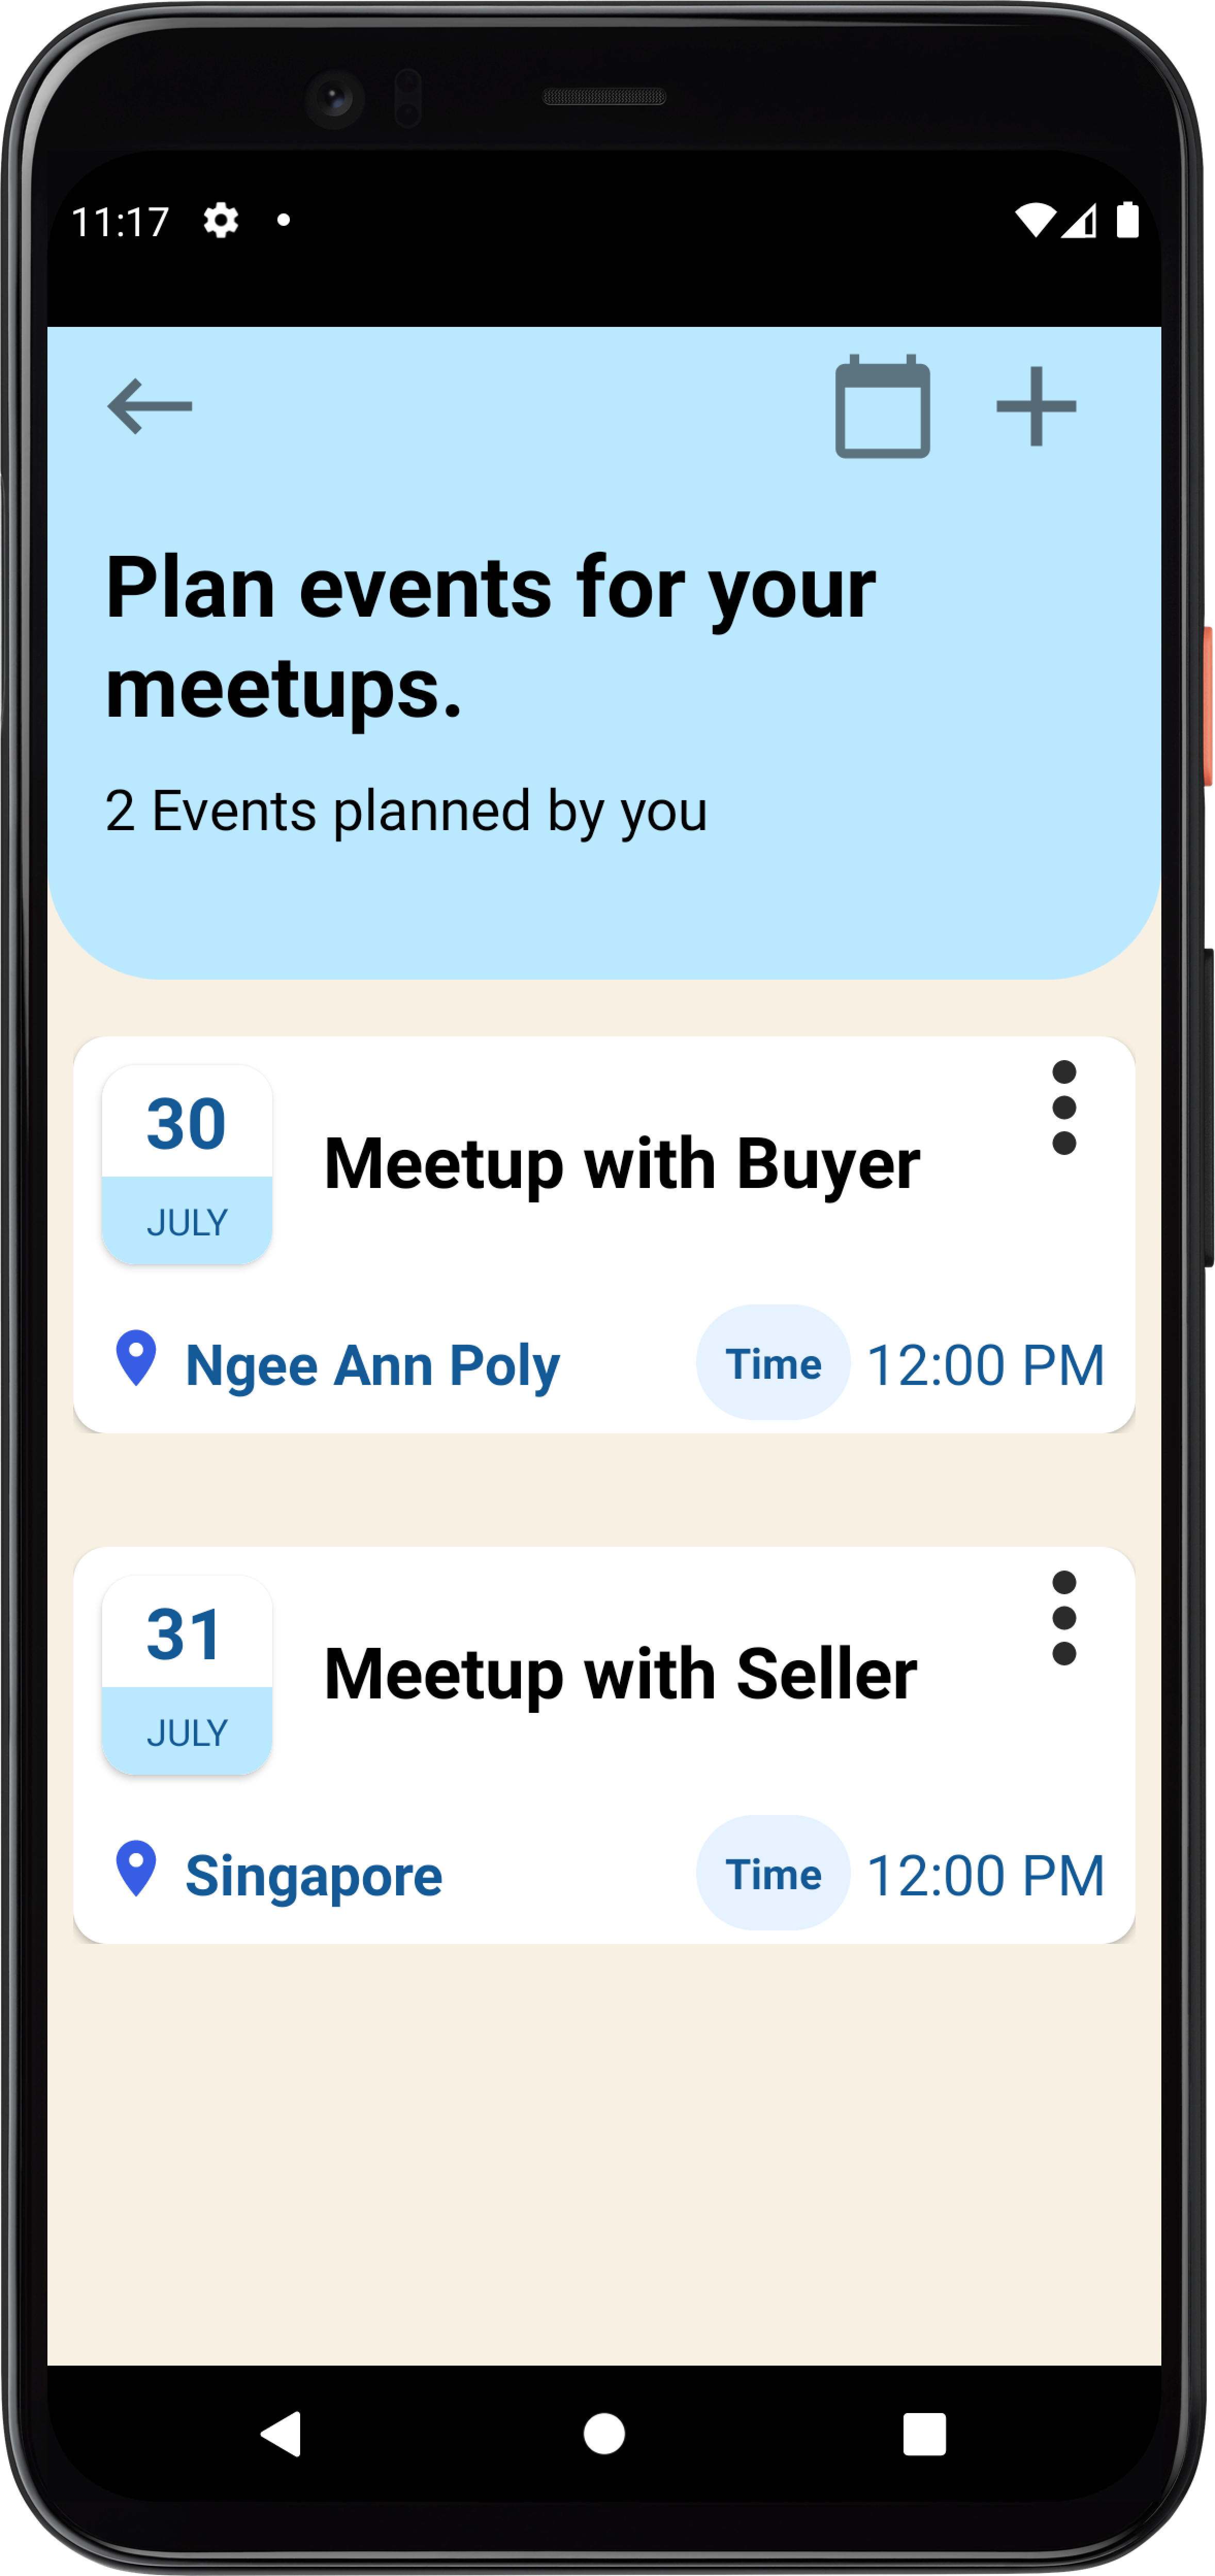 11:17
Plan events for your
meetups.
2 Events planned by you
30
JULY
Meetup with Buyer
Ngee Ann Poly
Time
12:00 PM
31
JULY
Meetup with Seller
Singapore
Time
12:00 PM